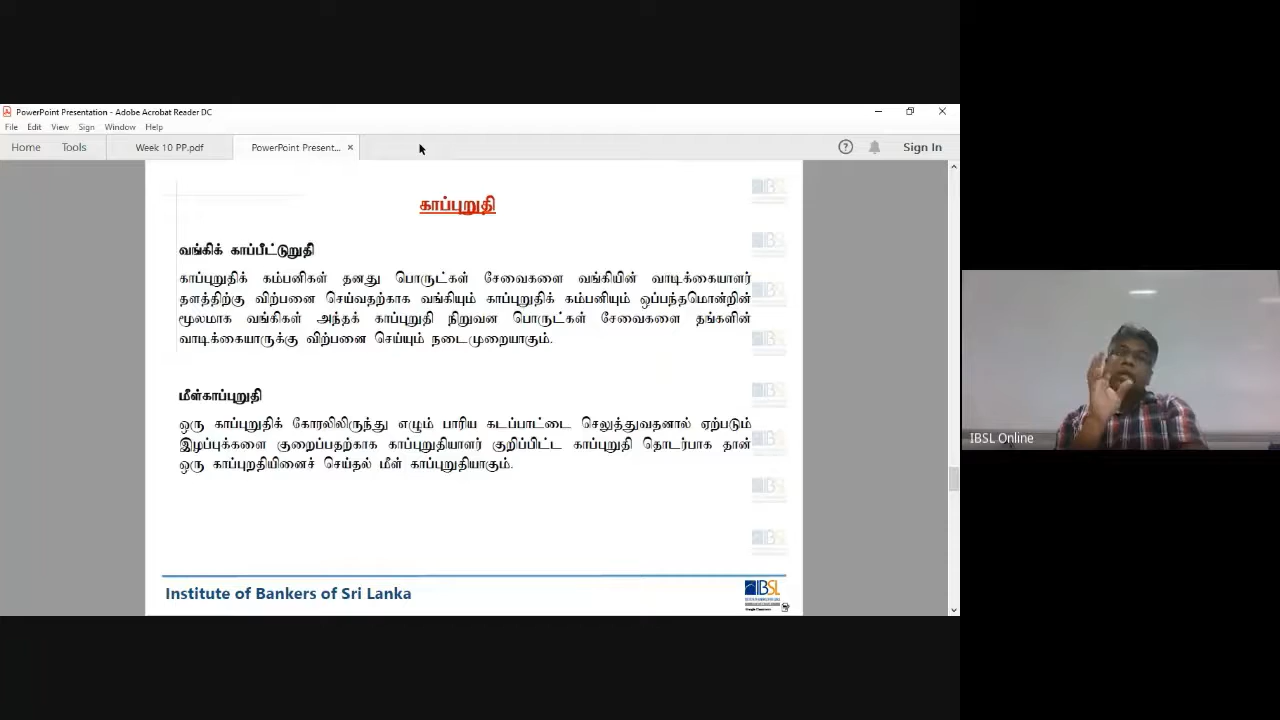 PowerPoint Presentation - Adobe Acrobat Reader DC
File Edit View Sign Window Help
Home Tools Week 10 PP.pdf PowerPoint Present... × Sign In
காப்புறுதி
வங்கிக் காப்பீட்டுறுதி
காப்புறுதிக் கம்பனிகள் தனது பொருட்கள் சேவைகளை வங்கியின் வாடிக்கையாளர்
தளத்திற்கு விற்பனை செய்வதற்காக வங்கியும் காப்புறுதிக் கம்பனியும் ஒப்பந்தமொன்றின்
மூலமாக வங்கிகள் அந்தக் காப்புறுதி நிறுவன பொருட்கள் சேவைகளை தங்களின்
வாடிக்கையாருக்கு விற்பனை செய்யும் நடைமுறையாகும்.
மீள்காப்புறுதி
ஒரு காப்புறுதிக் கோரலிலிருந்து எழும் பாரிய கடப்பாட்டை செலுத்துவதனால் ஏற்படும்
இழப்புக்களை குறைப்பதற்காக காப்புறுதியாளர் குறிப்பிட்ட காப்புறுதி தொடர்பாக தான்
ஒரு காப்புறதியினைச் செய்தல் மீள் காப்புறுதியாகும்.
Institute of Bankers of Sri Lanka
IBSL
IBSL Online